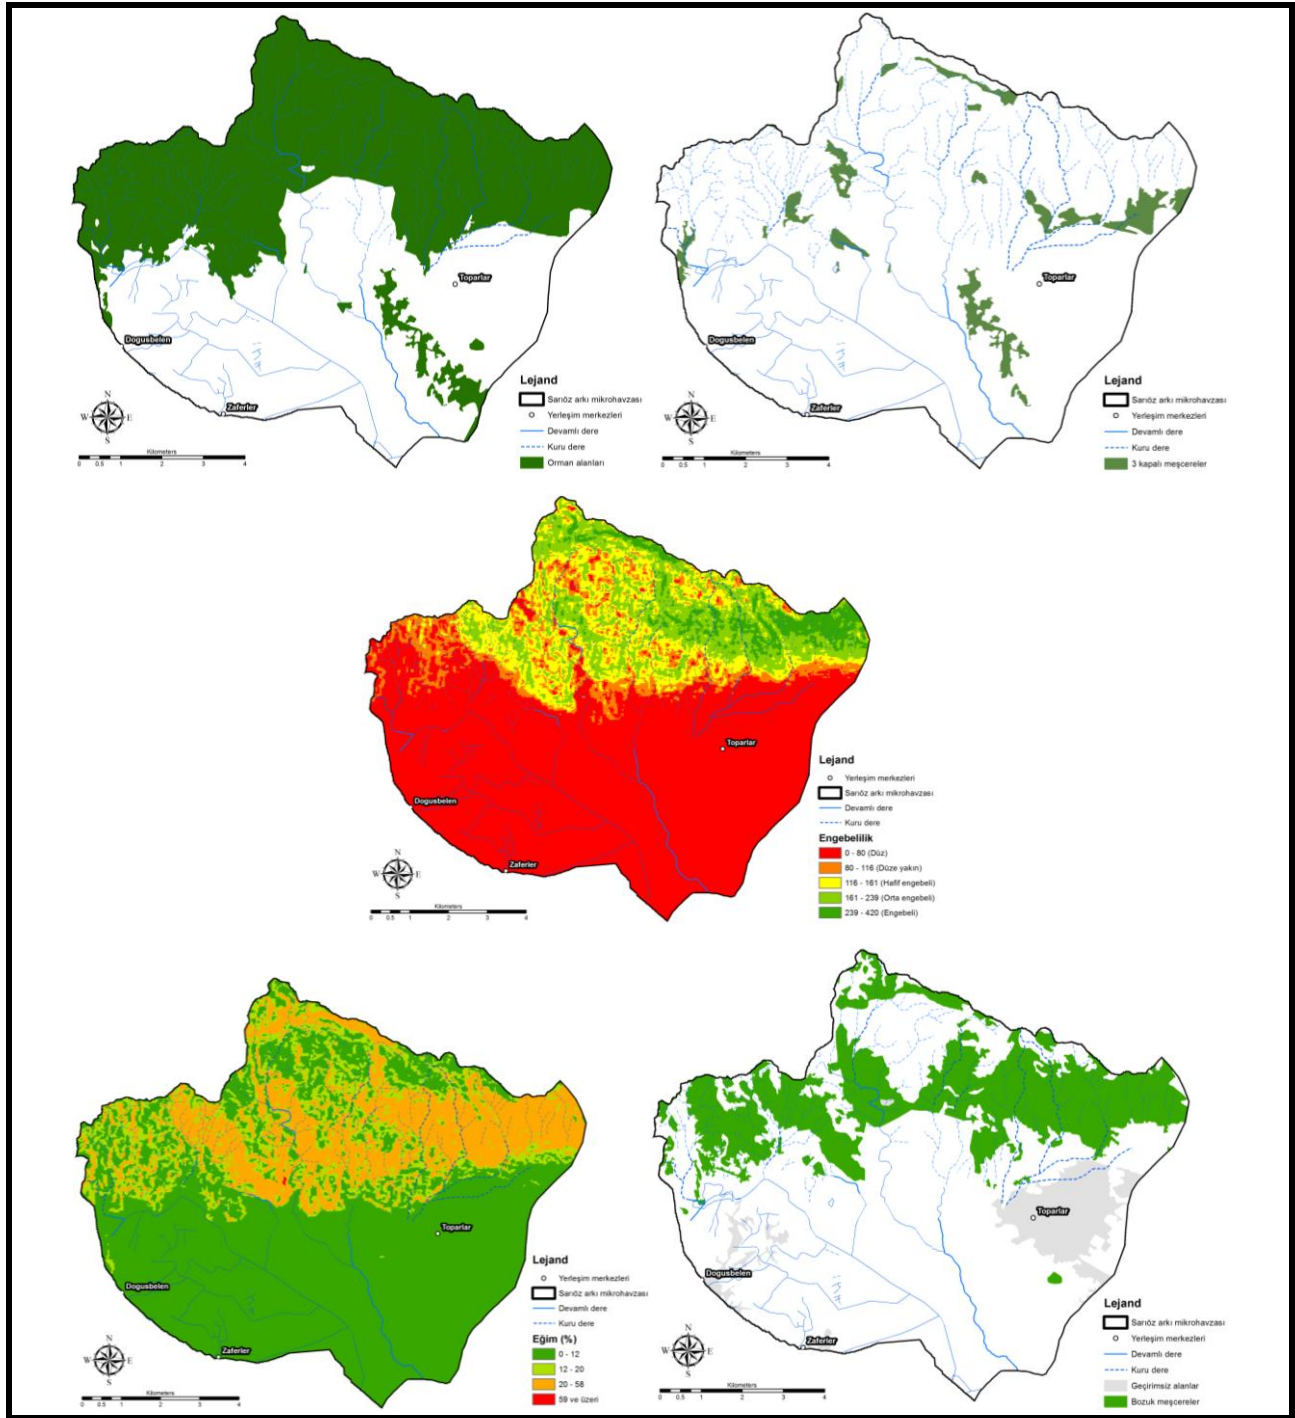 Toparlar
Dogusbelen
Zaferler
N
W E
S
Kilometers
0 0.5 1 2 3 4
Lejand
Sarıöz arkı mikrohavzası
Yerleşim merkezleri
Devamlı dere
Kuru dere
Orman alanları
Toparlar
Dogusbelen
Zaferler
N
W E
S
Kilometers
0 0.5 1 2 3 4
Lejand
Sarıöz arkı mikrohavzası
Yerleşim merkezleri
Devamlı dere
Kuru dere
3 kapalı meşcereler
Toparlar
Dogusbelen
Zaferler
N
W E
S
Kilometers
0 0.5 1 2 3 4
Lejand
Yerleşim merkezleri
Sarıöz arkı mikrohavzası
Devamlı dere
Kuru dere
Engebelilik
0 - 80 (Düz)
80 - 116 (Düze yakın)
116 - 161 (Hafif engebeli)
161 - 239 (Orta engebeli)
239 - 420 (Engebeli)
Toparlar
Dogusbelen
Zaferler
N
W E
S
Kilometers
0 0.5 1 2 3 4
Lejand
Yerleşim merkezleri
Sarıöz arkı mikrohavzası
Devamlı dere
Kuru dere
Eğim (%)
0 - 12
12 - 20
20 - 58
59 ve üzeri
Toparlar
Dogusbelen
Zaferler
N
W E
S
Kilometers
0 0.5 1 2 3 4
Lejand
Sarıöz arkı mikrohavzası
Yerleşim merkezleri
Devamlı dere
Kuru dere
Geçirimsiz alanlar
Bozuk meşcereler